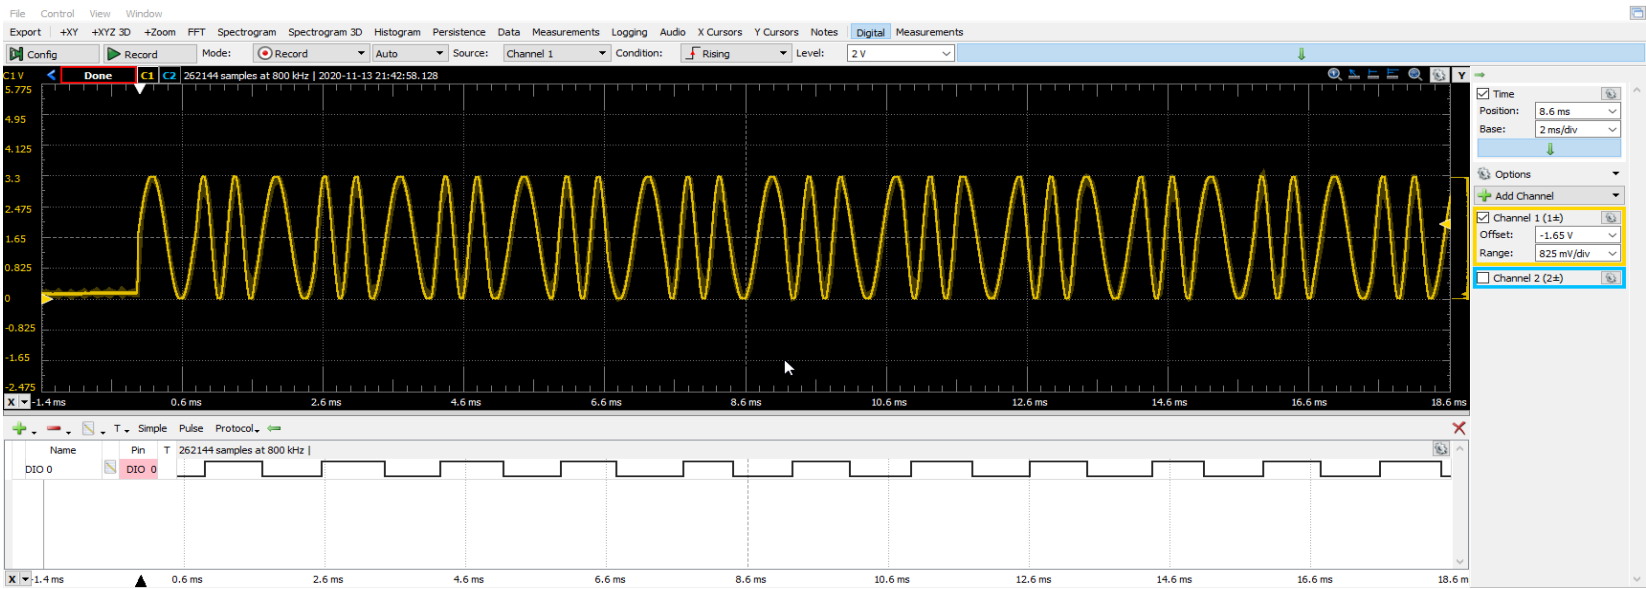 File Control View Window
Export +XY +XYZ 3D +Zoom FFT Spectrogram Spectrogram 3D Histogram Persistence Data Measurements Logging Audio X Cursors Y Cursors Notes Digital Measurements
Config Record Mode: Record Auto Source: Channel 1 Condition: Rising Level: 2 V
C1 V Done C1 C2 262144 samples at 800 kHz | 2020-11-13 21:42:58.128 Y
5.775
4.95
4.125
3.3
2.475
1.65
0.825
0
-0.825
-1.65
-2.475
X -1.4 ms 0.6 ms 2.6 ms 4.6 ms 6.6 ms 8.6 ms 10.6 ms 12.6 ms 14.6 ms 16.6 ms 18.6 ms
Time
Position: 8.6 ms
Base: 2 ms/div
Options
Add Channel
Channel 1 (1±)
Offset: -1.65 V
Range: 825 mV/div
Channel 2 (2±)
T Simple Pulse Protocol
Name Pin T 262144 samples at 800 kHz |
DIO 0 DIO 0
X -1.4 ms 0.6 ms 2.6 ms 4.6 ms 6.6 ms 8.6 ms 10.6 ms 12.6 ms 14.6 ms 16.6 ms 18.6 m